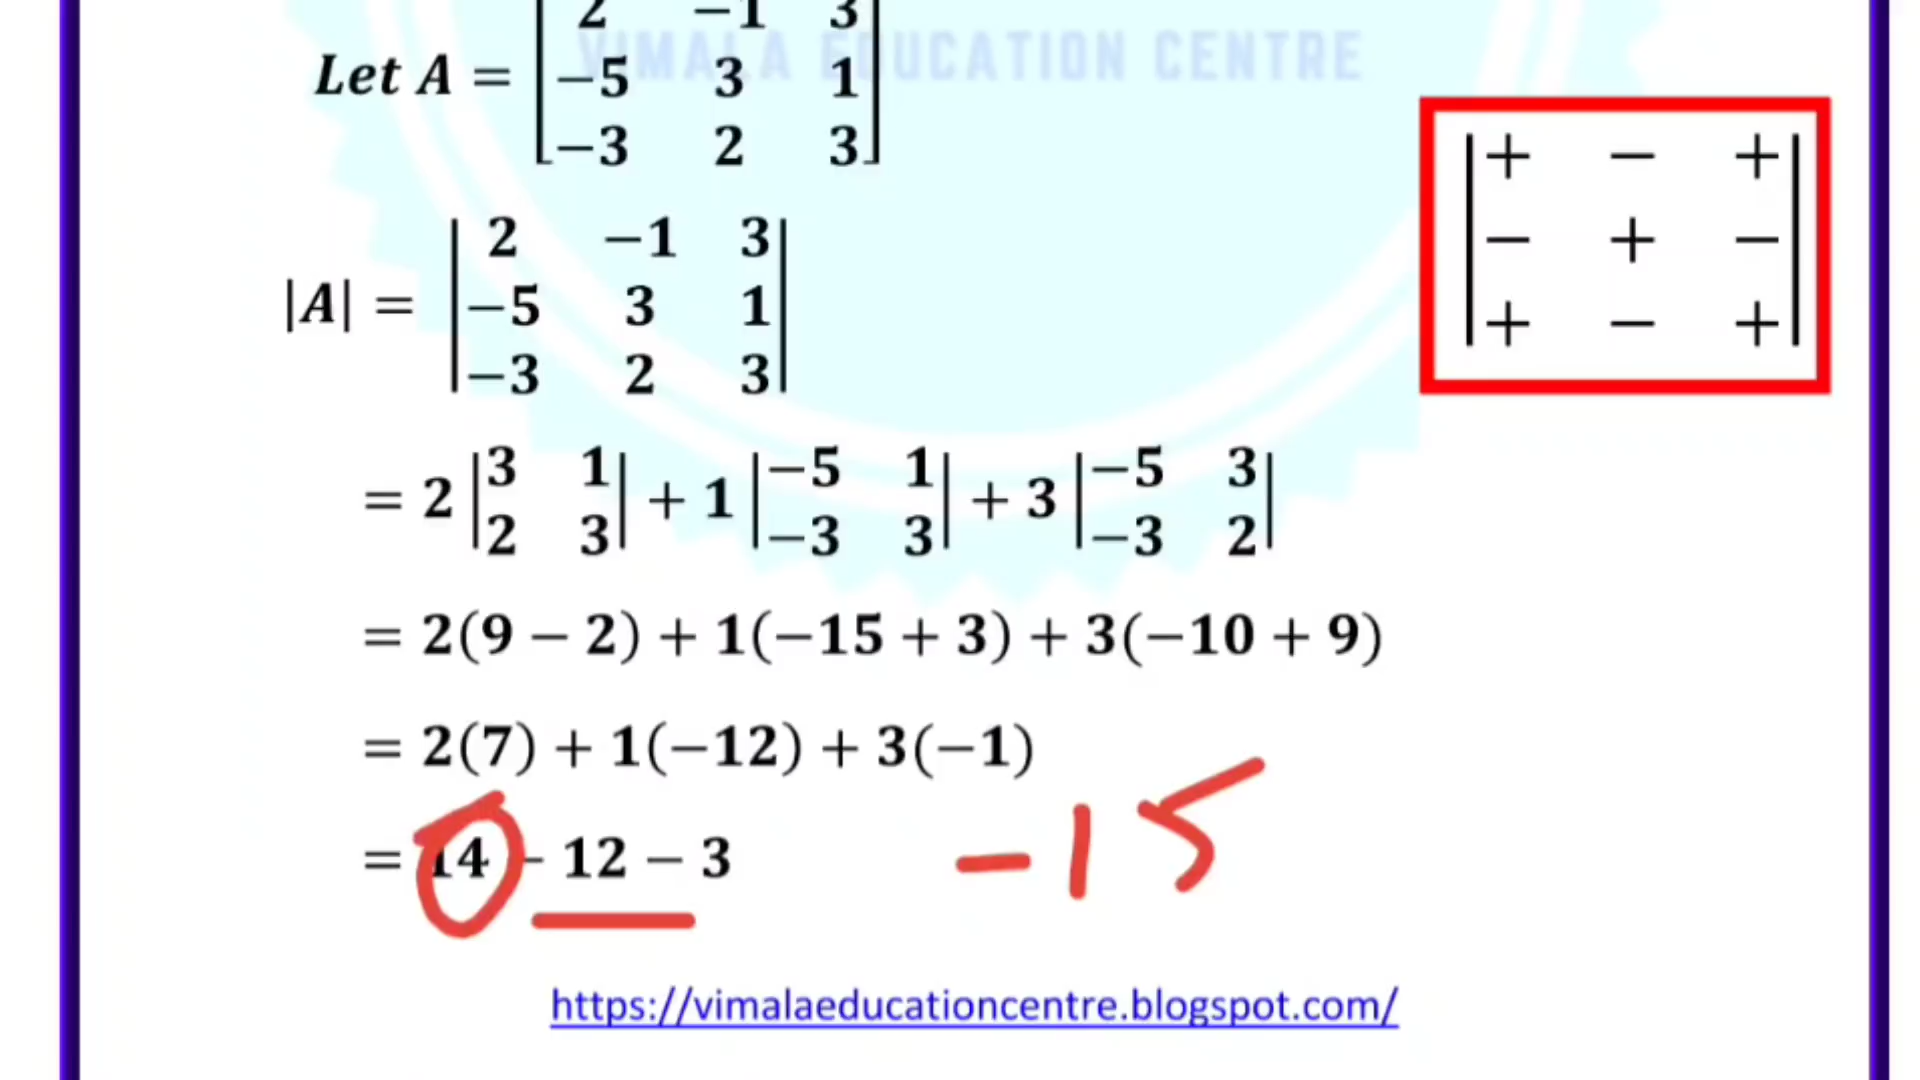 VIMALA EDUCATION CENTRE
2 −1 3
Let A = −5 3 1
−3 2 3
+ − +
− + −
+ − +
2 −1 3
|A| = −5 3 1
−3 2 3
= 2 |3 1| + 1 |−5 1| + 3 |−5 3|
|2 3| |−3 3| |−3 2|
= 2(9 − 2) + 1(−15 + 3) + 3(−10 + 9)
= 2(7) + 1(−12) + 3(−1)
= 14 − 12 − 3 −15
https://vimalaeducationcentre.blogspot.com/